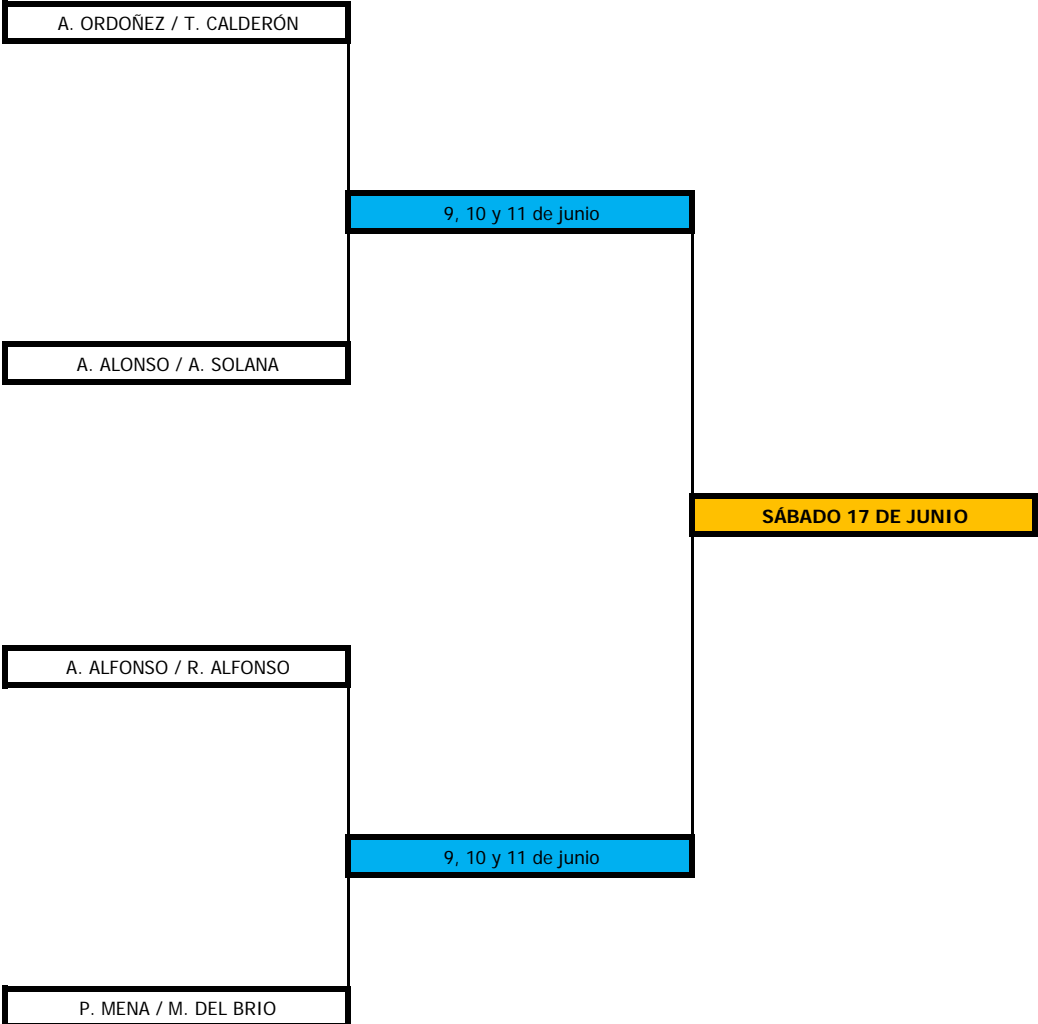 A. ORDOÑEZ / T. CALDERÓN
9, 10 y 11 de junio
A. ALONSO / A. SOLANA
SÁBADO 17 DE JUNIO
A. ALFONSO / R. ALFONSO
9, 10 y 11 de junio
P. MENA / M. DEL BRIO